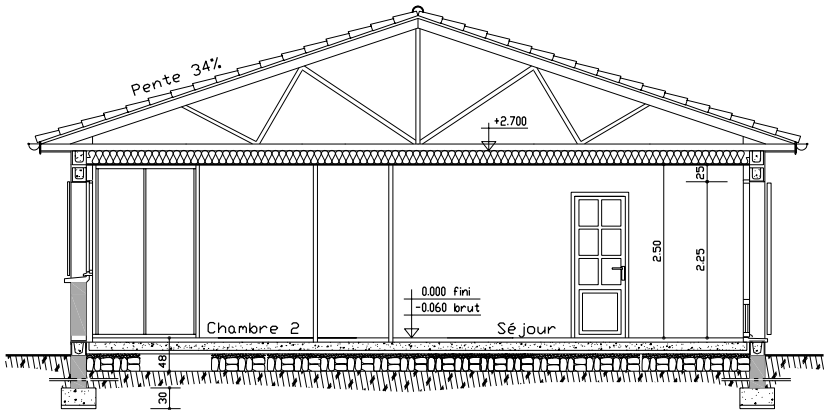 Pente 34%
+2.700
25
2.50
2.25
0.000 fini
-0.060 brut
Chambre 2
Séjour
48
30